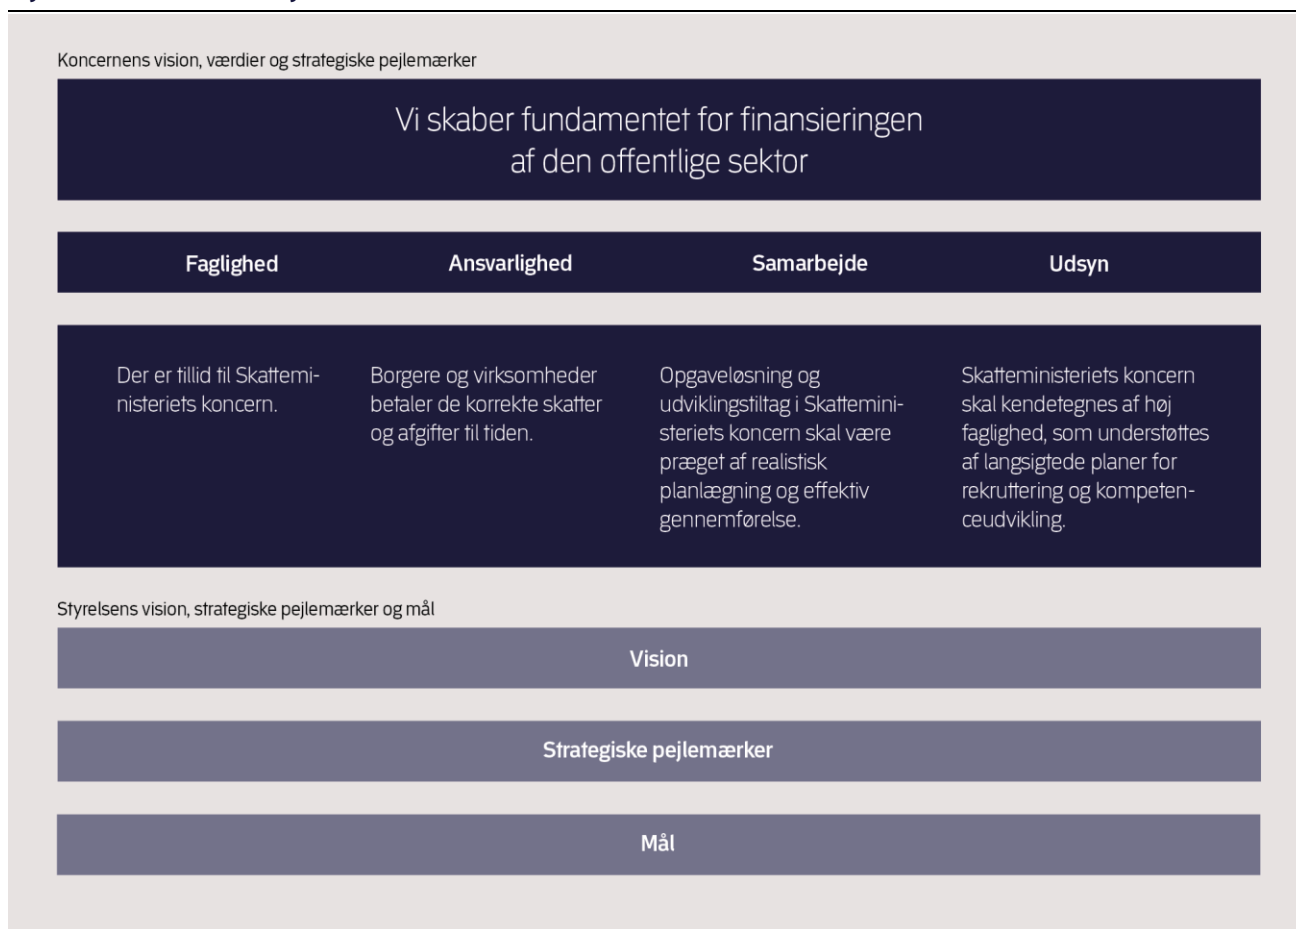 Koncernens vision, værdier og strategiske pejlemærker
Vi skaber fundamentet for finansieringen
af den offentlige sektor
Faglighed
Ansvarlighed
Samarbejde
Udsyn
Der er tillid til Skattemi-
nisteriets koncern.
Borgere og virksomheder
betaler de korrekte skatter
og afgifter til tiden.
Opgaveløsning og
udviklingstiltag i Skattemini-
steriets koncern skal være
præget af realistisk
planlægning og effektiv
gennemførelse.
Skatteministeriets koncern
skal kendetegnes af høj
faglighed, som understøttes
af langsigtede planer for
rekruttering og kompeten-
ceudvikling.
Styrelsens vision, strategiske pejlemærker og mål
Vision
Strategiske pejlemærker
Mål